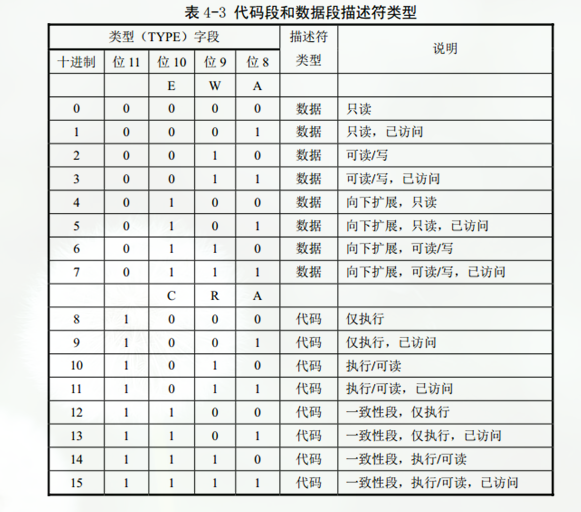 表 4-3 代码段和数据段描述符类型
类型（TYPE）字段 描述符类型 说明
十进制 位 11 位 10 位 9 位 8
E W A
0 0 0 0 0 数据 只读
1 0 0 0 1 数据 只读，已访问
2 0 0 1 0 数据 可读/写
3 0 0 1 1 数据 可读/写，已访问
4 0 1 0 0 数据 向下扩展，只读
5 0 1 0 1 数据 向下扩展，只读，已访问
6 0 1 1 0 数据 向下扩展，可读/写
7 0 1 1 1 数据 向下扩展，可读/写，已访问
C R A
8 1 0 0 0 代码 仅执行
9 1 0 0 1 代码 仅执行，已访问
10 1 0 1 0 代码 执行/可读
11 1 0 1 1 代码 执行/可读，已访问
12 1 1 0 0 代码 一致性段，仅执行
13 1 1 0 1 代码 一致性段，仅执行，已访问
14 1 1 1 0 代码 一致性段，执行/可读
15 1 1 1 1 代码 一致性段，执行/可读，已访问